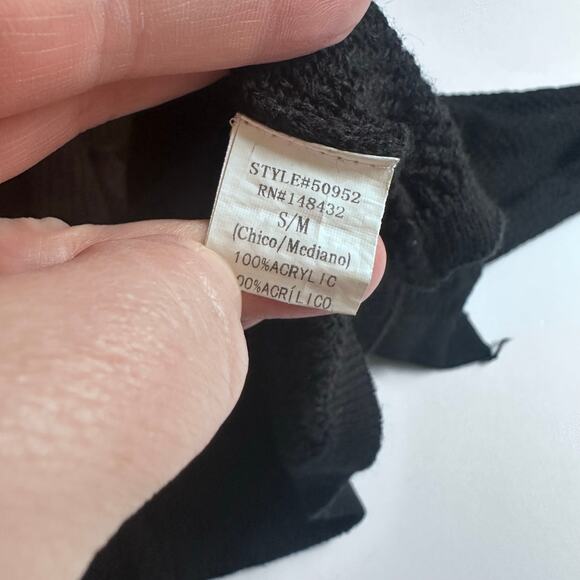 STYLE#50952
RN#148432
S/M
(Chico/Mediano)
100%ACRYLIC
00%ACRÍLICO